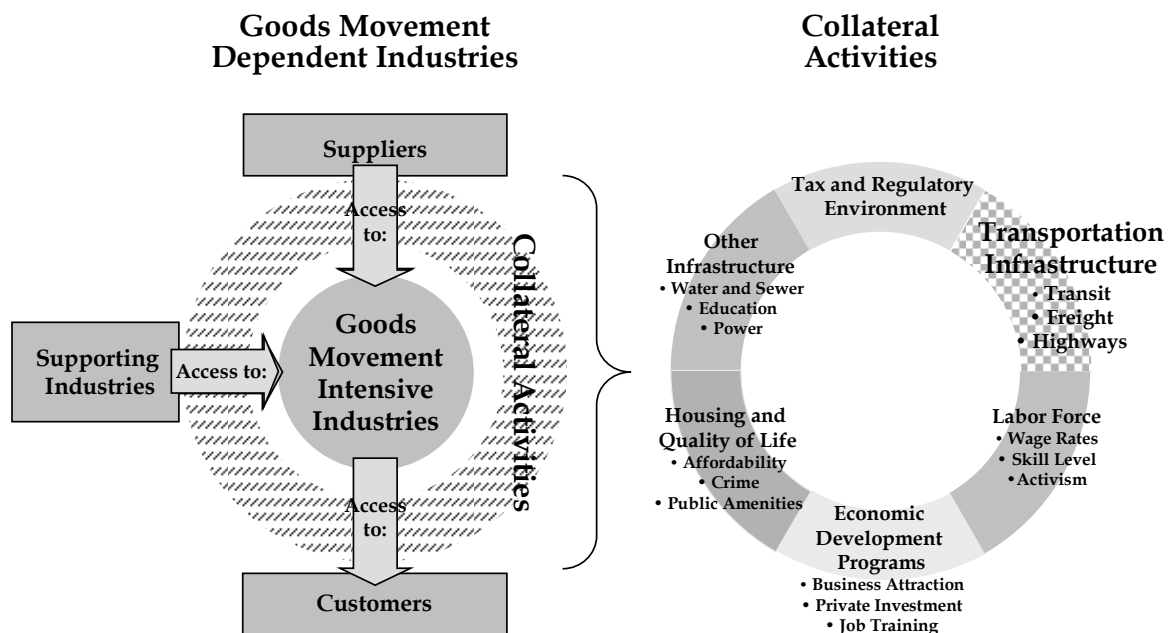 Goods Movement
Dependent Industries
Collateral
Activities
Suppliers
Access
to:
Collateral Activities
Supporting
Industries
Access to:
Goods
Movement
Intensive
Industries
Access
to:
Customers
Tax and Regulatory
Environment
Transportation
Infrastructure
• Transit
• Freight
• Highways
Other
Infrastructure
• Water and Sewer
• Education
• Power
Housing and
Quality of Life
• Affordability
• Crime
• Public Amenities
Labor Force
• Wage Rates
• Skill Level
• Activism
Economic
Development
Programs
• Business Attraction
• Private Investment
• Job Training